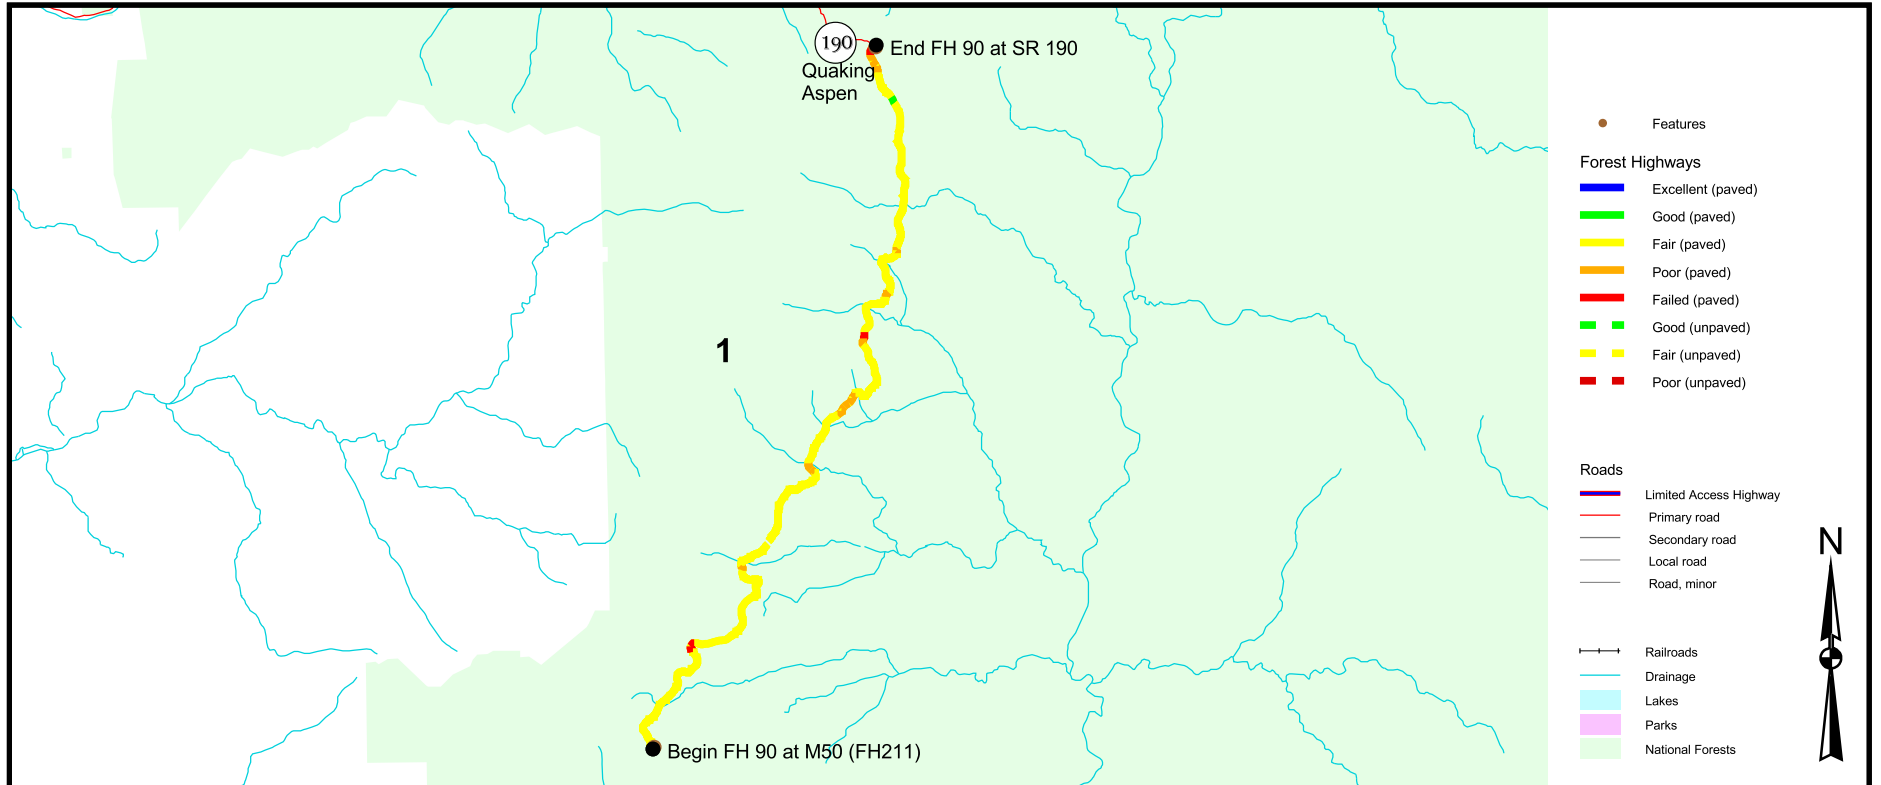 190
End FH 90 at SR 190
Quaking
Aspen
1
Begin FH 90 at M50 (FH211)
Features
Forest Highways
Excellent (paved)
Good (paved)
Fair (paved)
Poor (paved)
Failed (paved)
Good (unpaved)
Fair (unpaved)
Poor (unpaved)
Roads
Limited Access Highway
Primary road
Secondary road
Local road
Road, minor
N
Railroads
Drainage
Lakes
Parks
National Forests